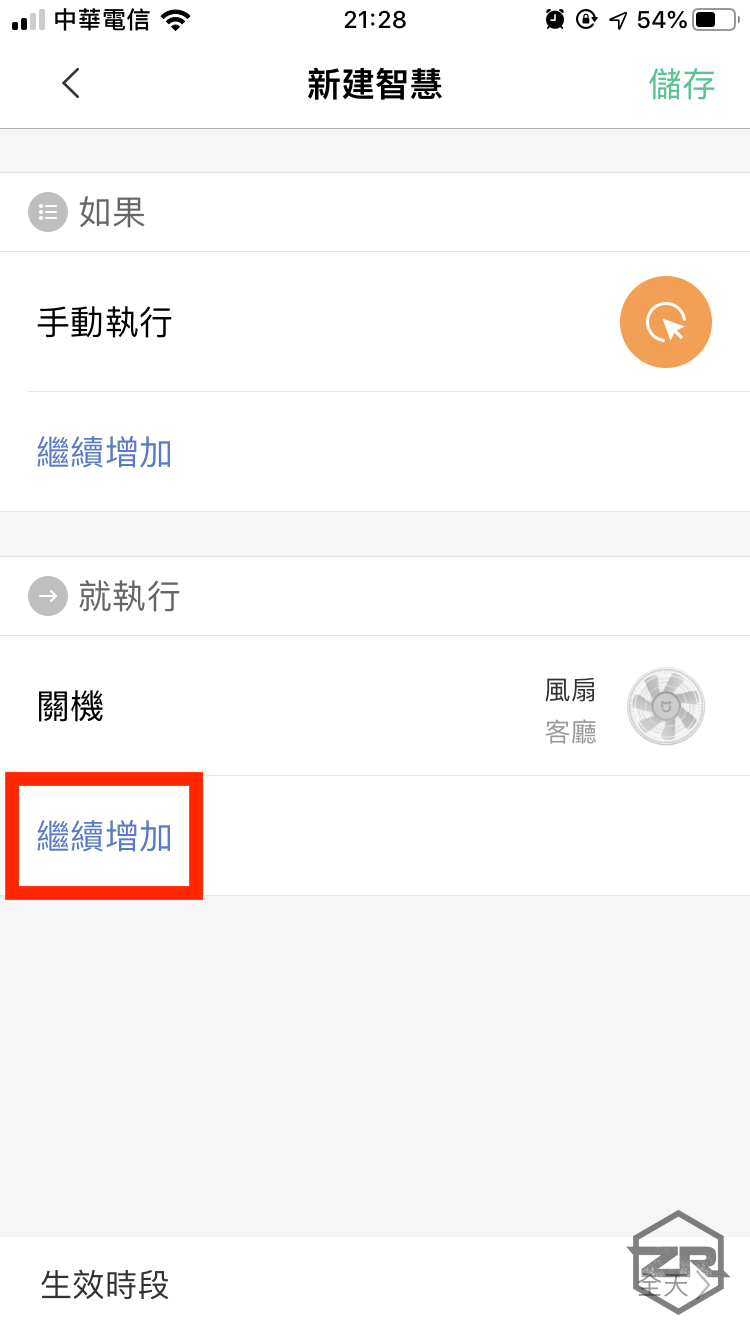 中華電信 21:28 54%
新建智慧 儲存
如果
手動執行
繼續增加
就執行
關機
風扇
客廳
繼續增加
生效時段 全天
ZR